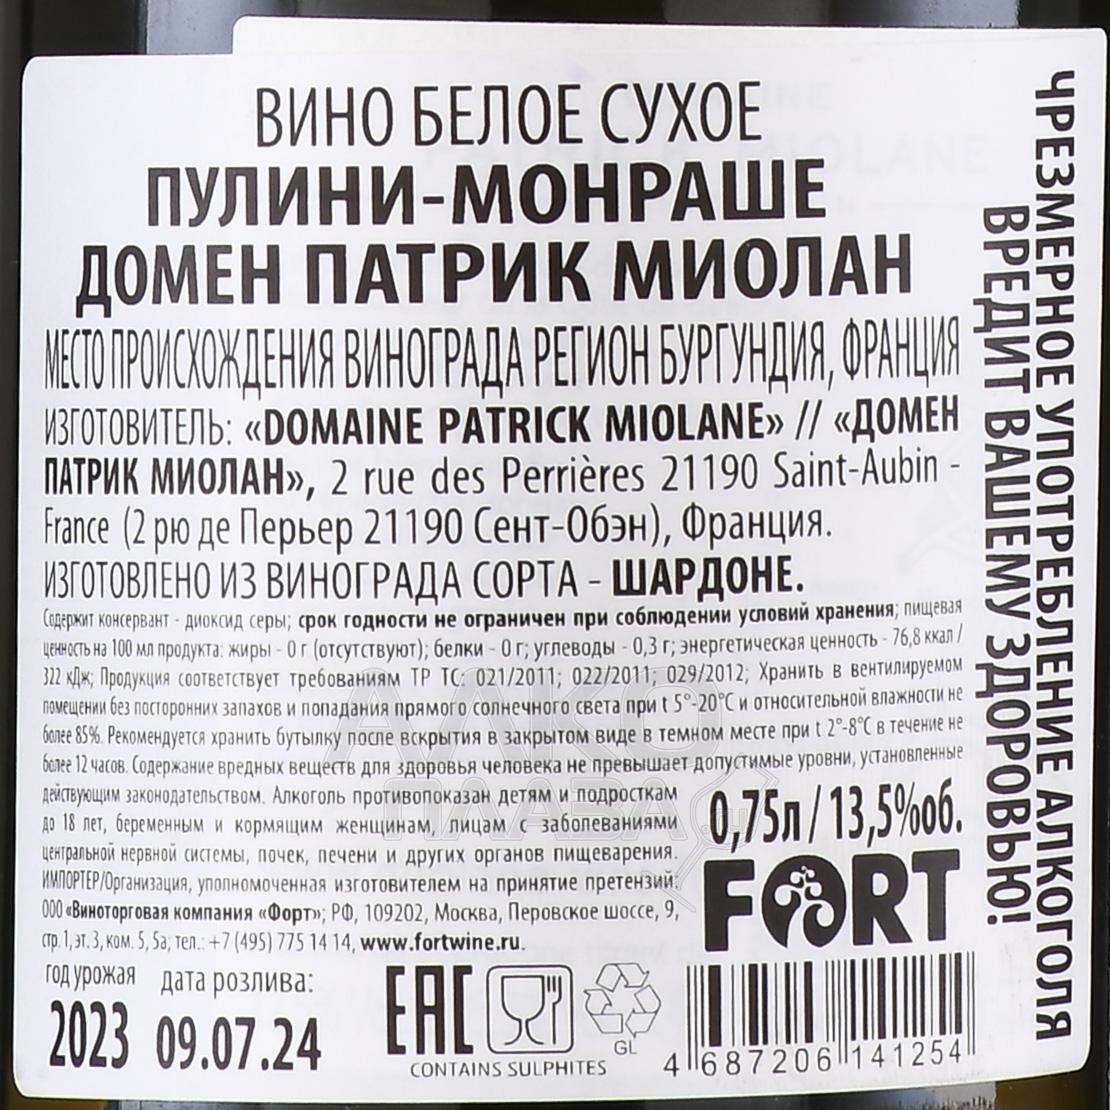 ВИНО БЕЛОЕ СУХОЕ
ПУЛИНИ-МОНРАШЕ
ДОМЕН ПАТРИК МИОЛАН
МЕСТО ПРОИСХОЖДЕНИЯ ВИНОГРАДА РЕГИОН БУРГУНДИЯ, ФРАНЦИЯ
ИЗГОТОВИТЕЛЬ: «DOMAINE PATRICK MIOLANE» // «ДОМЕН
ПАТРИК МИОЛАН», 2 rue des Perrières 21190 Saint-Aubin -
France (2 рю де Перьер 21190 Сент-Обэн), Франция.
ИЗГОТОВЛЕНО ИЗ ВИНОГРАДА СОРТА - ШАРДОНЕ.
Содержит консервант - диоксид серы; срок годности не ограничен при соблюдении условий хранения; пищевая
ценность на 100 мл продукта: жиры - 0 г (отсутствуют); белки - 0 г; углеводы - 0,3 г; энергетическая ценность - 76,8 ккал /
322 кДж; Продукция соответствует требованиям ТР ТС: 021/2011; 022/2011; 029/2012; Хранить в вентилируемом
помещении без посторонних запахов и попадания прямого солнечного света при t 5°-20°C и относительной влажности не
более 85%. Рекомендуется хранить бутылку после вскрытия в закрытом виде в темном месте при t 2°-8°C в течение не
более 12 часов. Содержание вредных веществ для здоровья человека не превышает допустимые уровни, установленные
действующим законодательством. Алкоголь противопоказан детям и подросткам
до 18 лет, беременным и кормящим женщинам, лицам с заболеваниями
центральной нервной системы, почек, печени и других органов пищеварения.
ИМПОРТЕР/Организация, уполномоченная изготовителем на принятие претензий:
ООО «Виноторговая компания «Форт»; РФ, 109202, Москва, Перовское шоссе, 9,
стр. 1, эт. 3, ком. 5, 5а; тел.: +7 (495) 775 14 14, www.fortwine.ru.
0,75л / 13,5%об.
FORT
год урожая
2023
дата розлива:
09.07.24
EAC
CONTAINS SULPHITES
GL
4 687206 141254
ЧРЕЗМЕРНОЕ УПОТРЕБЛЕНИЕ АЛКОГОЛЯ
ВРЕДИТ ВАШЕМУ ЗДОРОВЬЮ!
АЛКО
ПЛАЗА
.ru